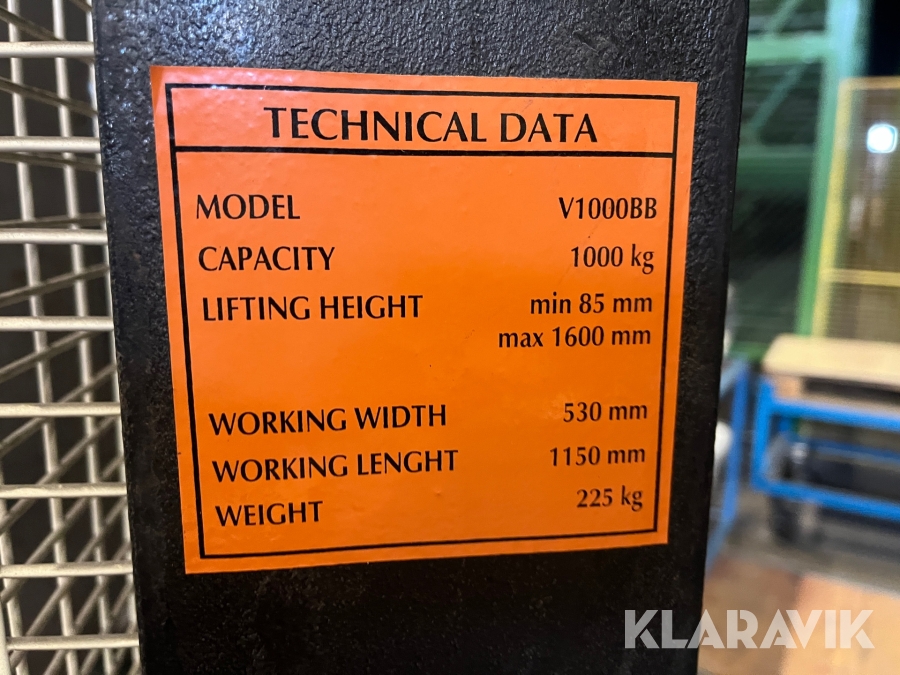 TECHNICAL DATA
MODEL V1000BB
CAPACITY 1000 kg
LIFTING HEIGHT min 85 mm
max 1600 mm
WORKING WIDTH 530 mm
WORKING LENGHT 1150 mm
WEIGHT 225 kg
KLARAVIK